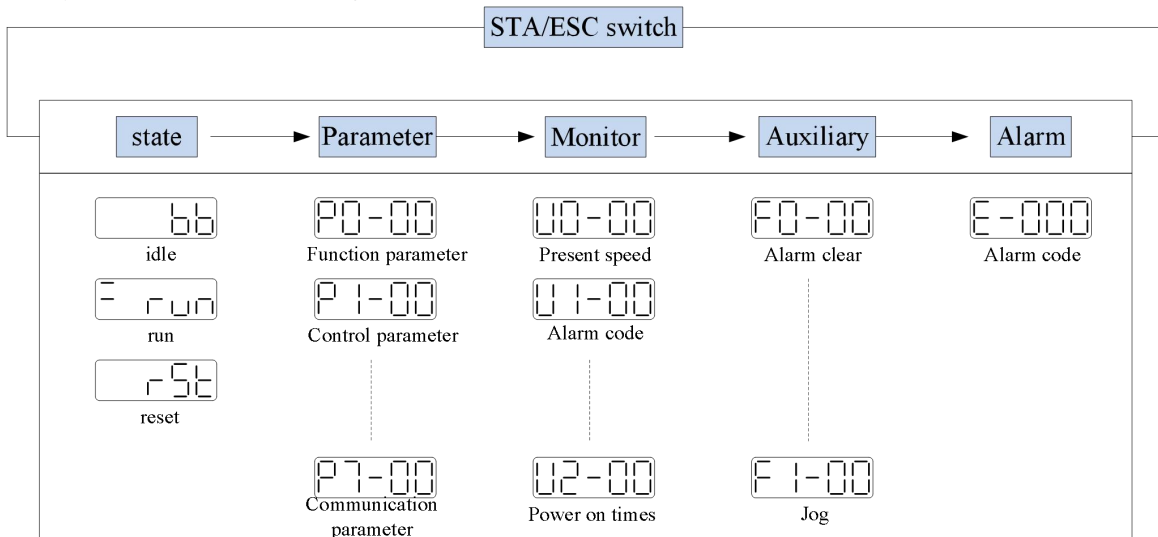 STA/ESC switch
state Parameter Monitor Auxiliary Alarm
bb P0-00 U0-00 F0-00 E-000
idle Function parameter Present speed Alarm clear Alarm code
run P1-00 U1-00
run Control parameter Alarm code
rSt
reset
P7-00 U2-00 F1-00
Communication Power on times Jog
parameter